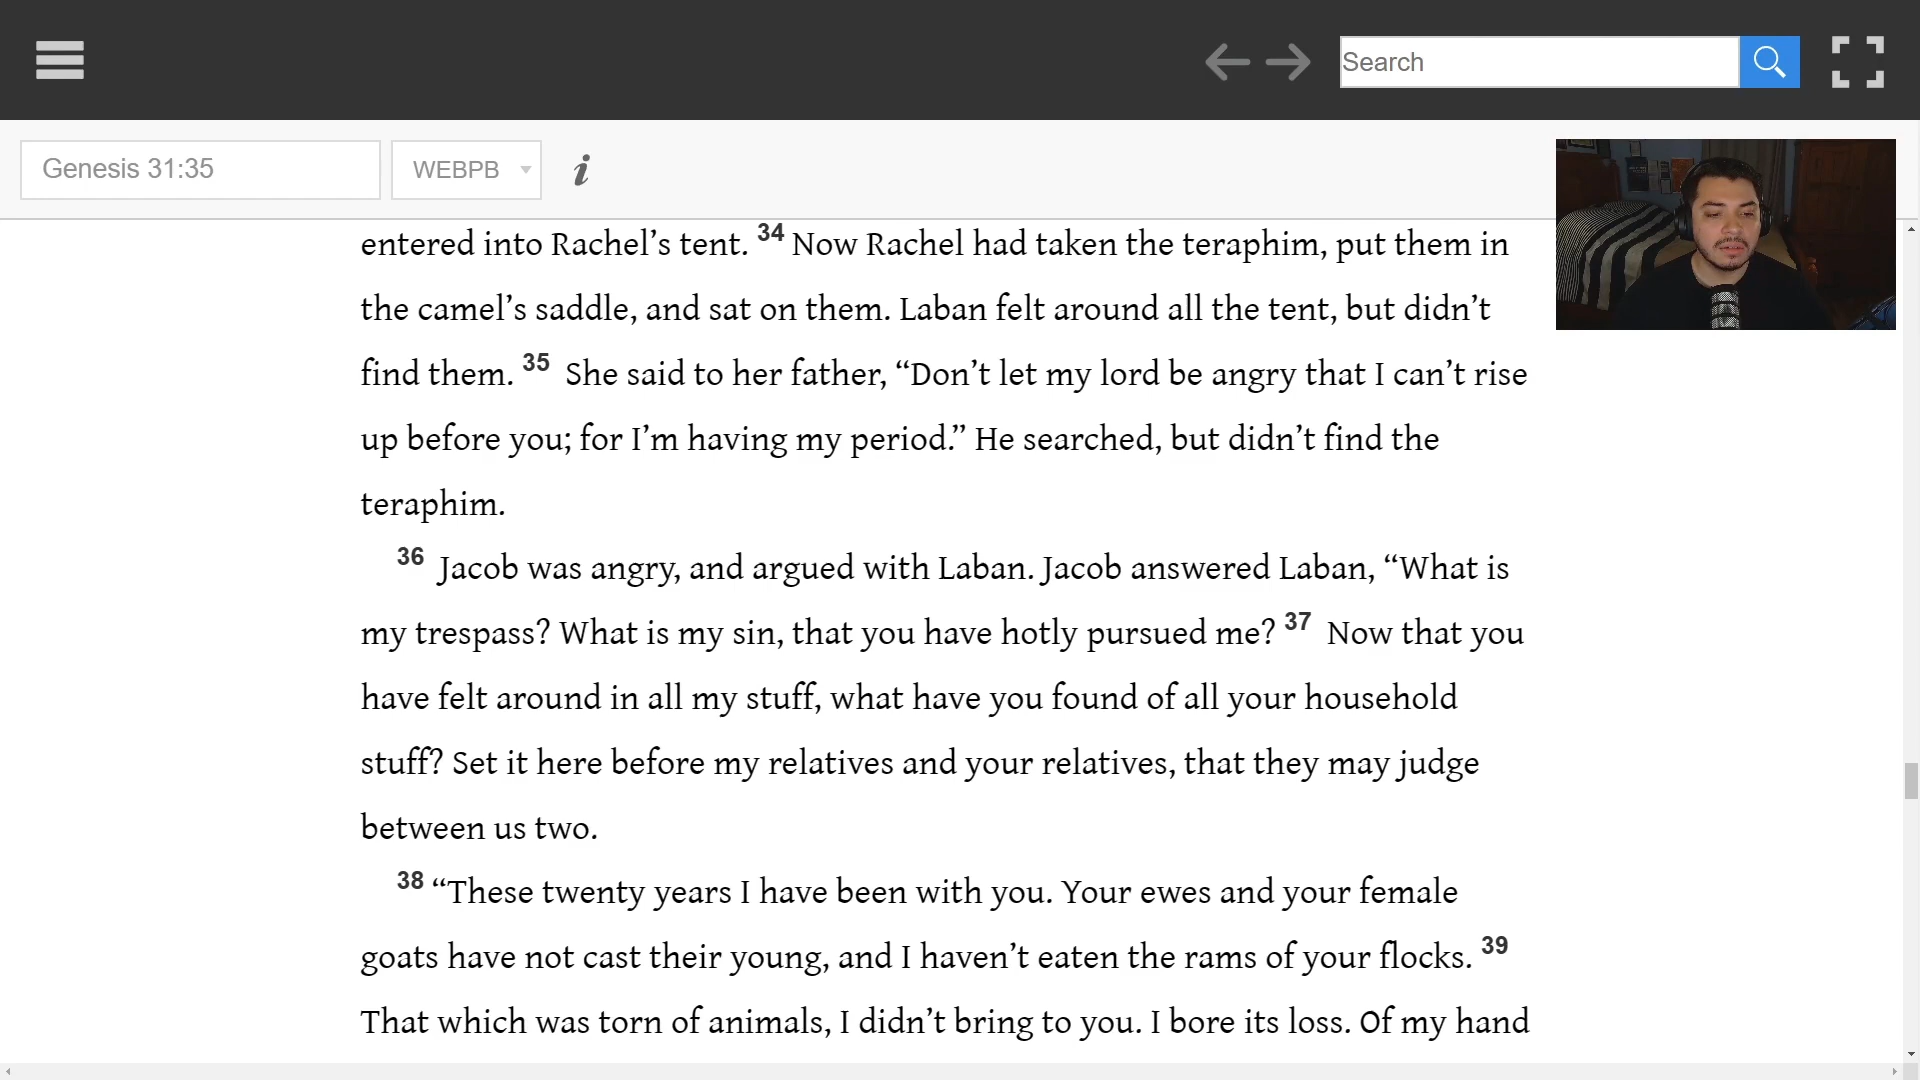 Search
Genesis 31:35
WEBPB
i
entered into Rachel’s tent. 34 Now Rachel had taken the teraphim, put them in
the camel’s saddle, and sat on them. Laban felt around all the tent, but didn’t
find them. 35 She said to her father, “Don’t let my lord be angry that I can’t rise
up before you; for I’m having my period.” He searched, but didn’t find the
teraphim.
36 Jacob was angry, and argued with Laban. Jacob answered Laban, “What is
my trespass? What is my sin, that you have hotly pursued me? 37 Now that you
have felt around in all my stuff, what have you found of all your household
stuff? Set it here before my relatives and your relatives, that they may judge
between us two.
38 “These twenty years I have been with you. Your ewes and your female
goats have not cast their young, and I haven’t eaten the rams of your flocks. 39
That which was torn of animals, I didn’t bring to you. I bore its loss. Of my hand